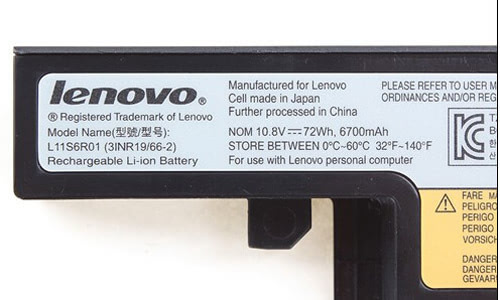 lenovo®
® Registered Trademark of Lenovo
Model Name(型號/型号):
L11S6R01 (3INR19/66-2)
Rechargeable Li-ion Battery
Manufactured for Lenovo
Cell made in Japan
Further processed in China
NOM 10.8V⎓72Wh, 6700mAh
STORE BETWEEN 0°C~60°C 32°F~140°F
For use with Lenovo personal computer
PLEASE REFER TO USER
ORDINANCES AND/OR
KC
FARE
PELIGRO
PERIGO
PERIGO
VORSICH
DANGER
DANGER
GEVAAR